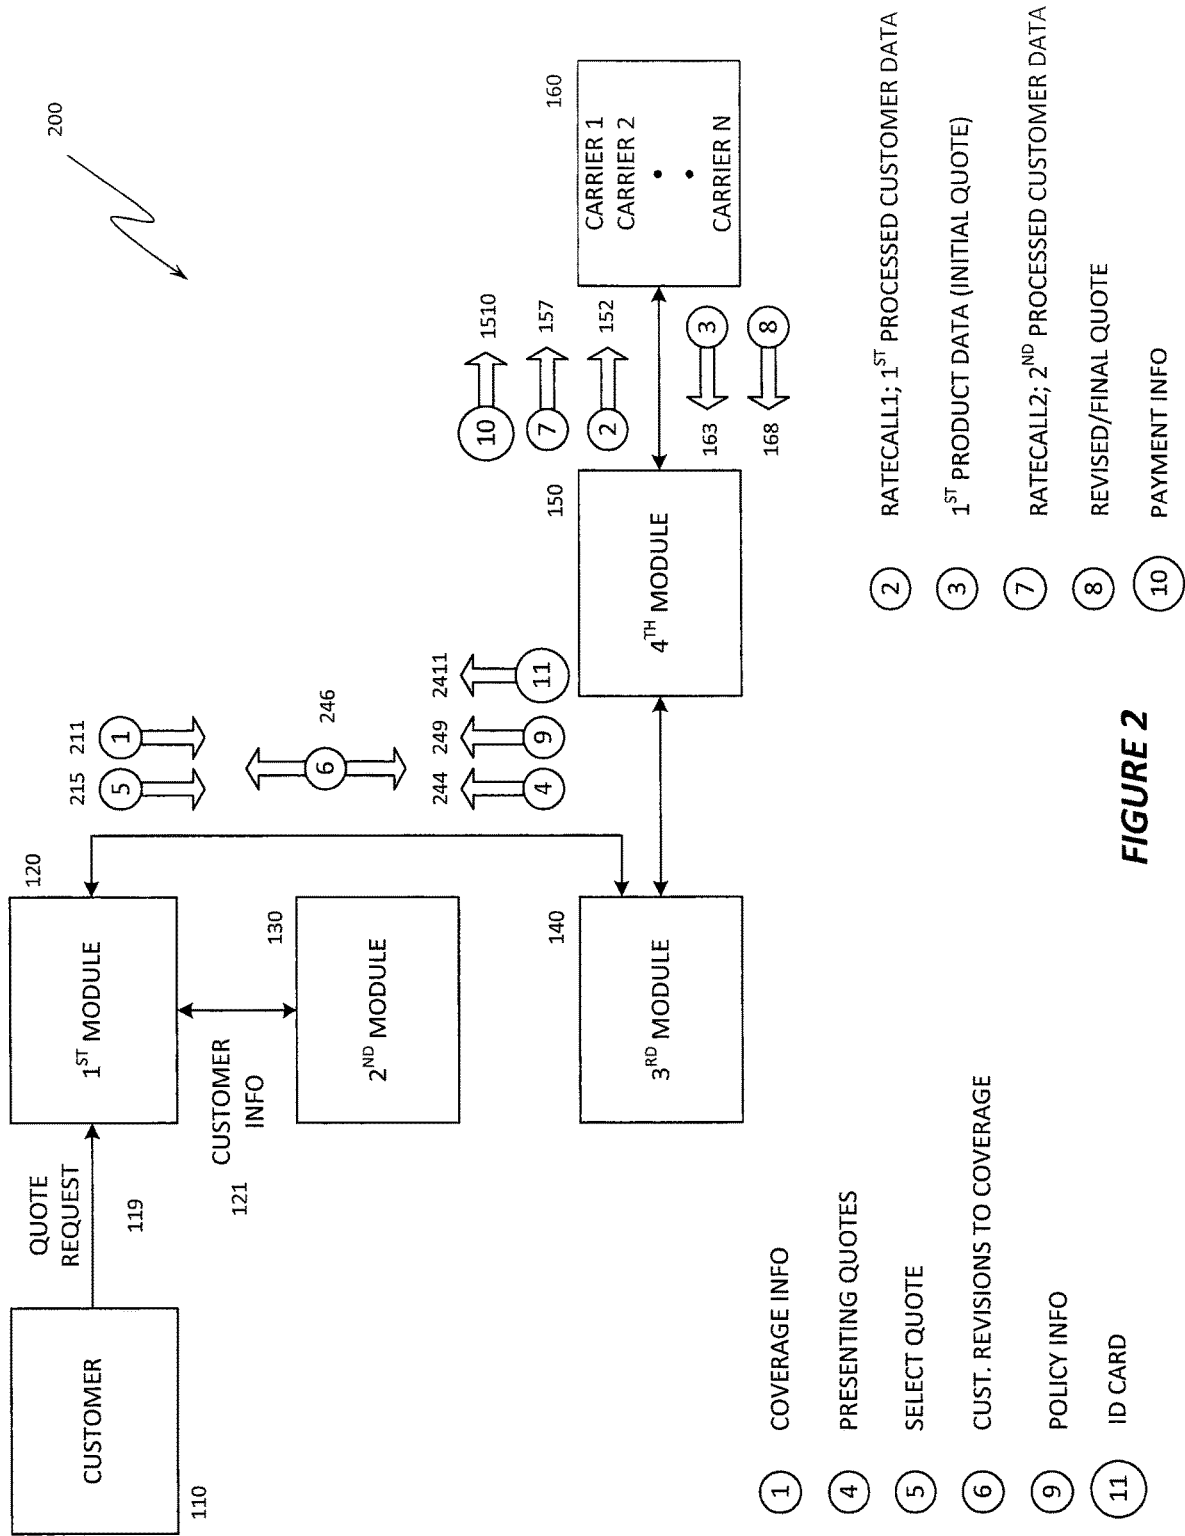 200
CUSTOMER
110
QUOTE
REQUEST
119
1ST MODULE
120
CUSTOMER
INFO
121
2ND MODULE
130
3RD MODULE
140
215
211
5
1
6
246
244
249
2411
4
9
11
4TH MODULE
150
10
1510
7
157
2
152
163
3
168
8
160
CARRIER 1
CARRIER 2
CARRIER N
1 COVERAGE INFO
4 PRESENTING QUOTES
5 SELECT QUOTE
6 CUST. REVISIONS TO COVERAGE
9 POLICY INFO
11 ID CARD
2 RATECALL1; 1ST PROCESSED CUSTOMER DATA
3 1ST PRODUCT DATA (INITIAL QUOTE)
7 RATECALL2; 2ND PROCESSED CUSTOMER DATA
8 REVISED/FINAL QUOTE
10 PAYMENT INFO
FIGURE 2